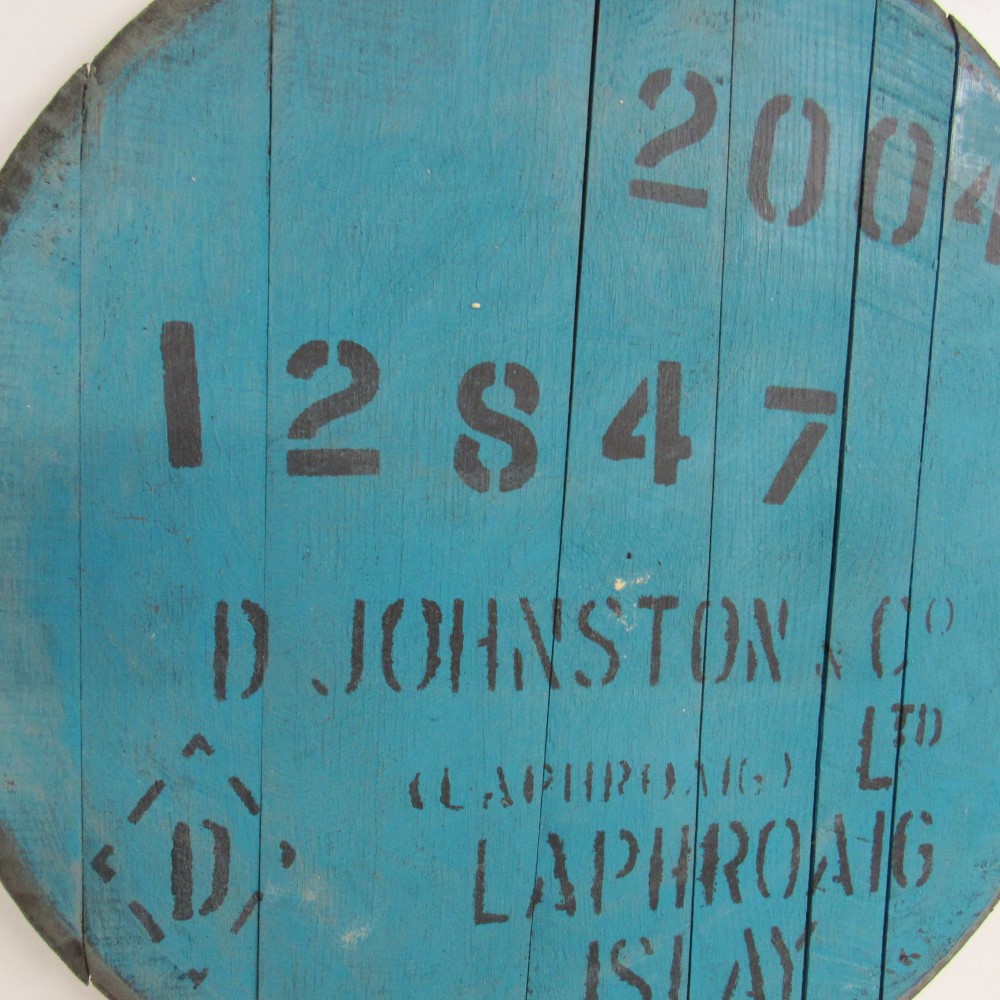 2004
12847
D JOHNSTON & Cº
LTD
(LAPHROAIG)
LAPHROAIG
D
ISLAY